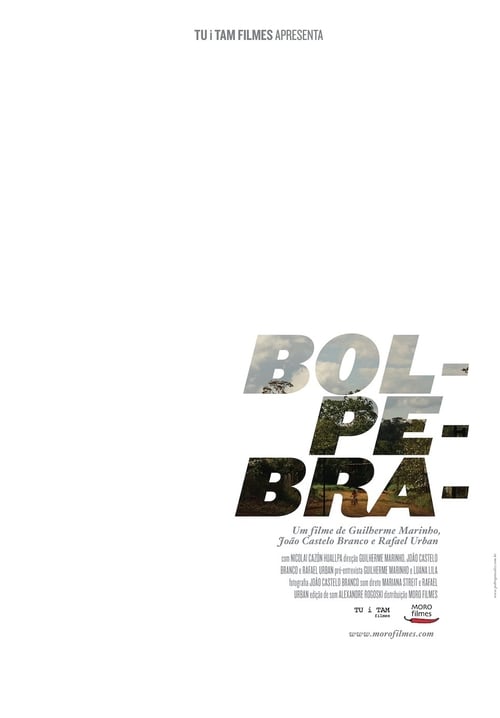 TU i TAM FILMES APRESENTA
BOL-
PE-
BRA-
Um filme de Guilherme Marinho,
João Castelo Branco e Rafael Urban
com NICOLAI CAZÓN HUALLPA direção GUILHERME MARINHO, JOÃO CASTELO
BRANCO e RAFAEL URBAN pré-entrevista GUILHERME MARINHO e LUANA LILA
fotografia JOÃO CASTELO BRANCO som direto MARIANA STREIT e RAFAEL
URBAN edição de som ALEXANDRE ROGOSKI distribuição MORO FILMES
TU i TAM
filmes
MORO
filmes
www.morofilmes.com